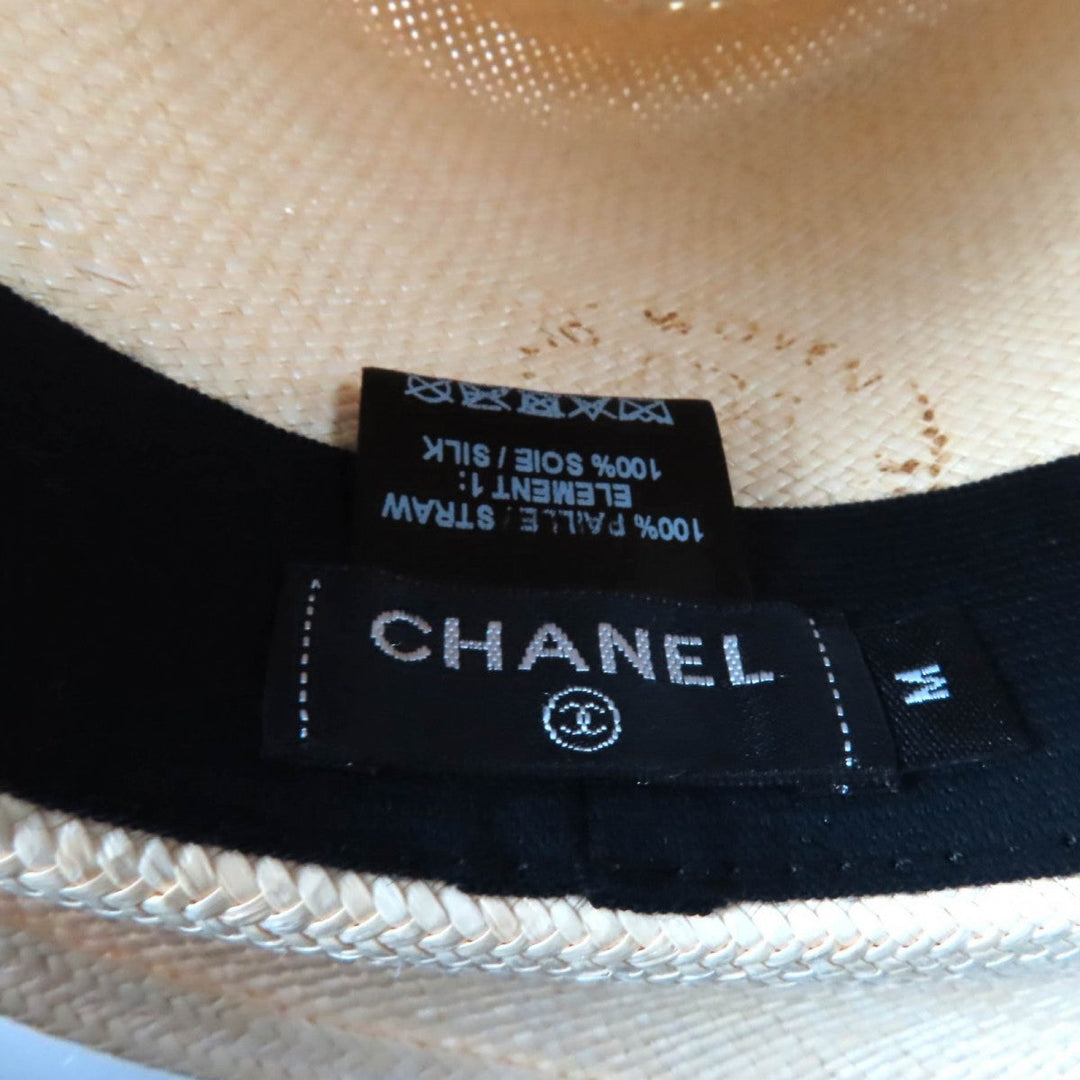 100% PAILLE / STRAW
ELEMENT 1:
100% SOIE / SILK
CHANEL
M